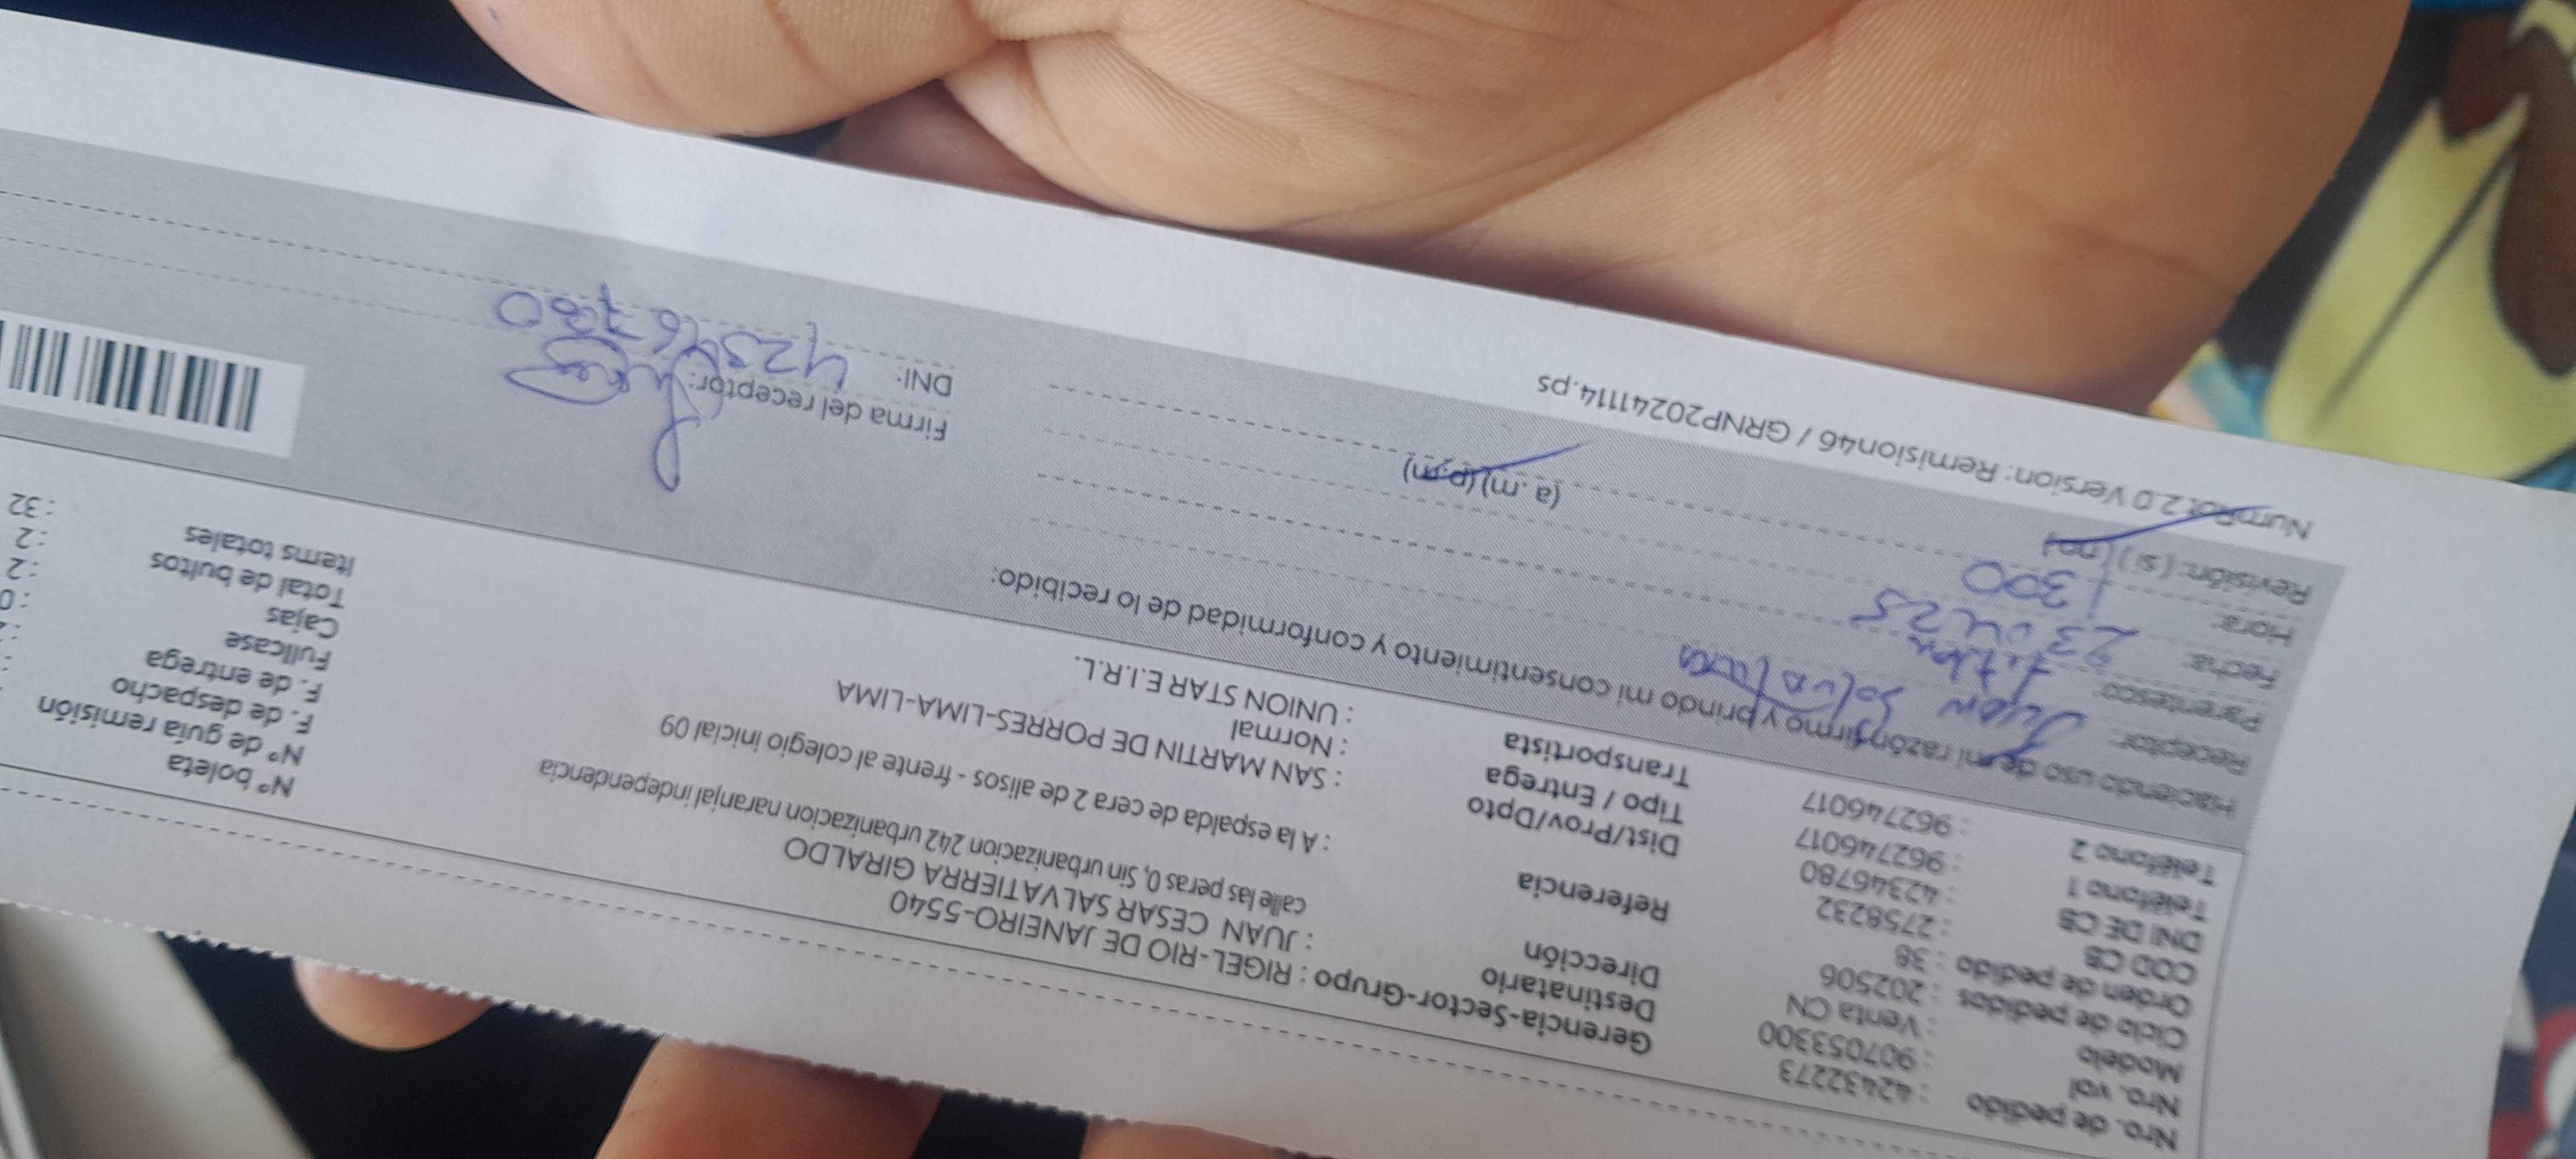 Nro. de pedido : 42432273
Nro. vol : 907053300
Modelo : Venta CN
Ciclo de pedidos : 202506
Orden de pedido : 38
COD CB : 2758232
DNI DE CB : 42346780
Teléfono 1 : 962746017
Teléfono 2 : 962746017
Gerencia-Sector-Grupo : RIGEL-RIO DE JANEIRO-5540
Destinatario : JUAN CESAR SALVATIERRA GIRALDO
Dirección calle las peras 0, Sin urbanizacion 242 urbanizacion naranjal independencia
Referencia : A la espalda de cera 2 de alisos - frente al colegio inicial 09
Dist/Prov/Dpto : SAN MARTIN DE PORRES-LIMA-LIMA
Tipo / Entrega : Normal
Transportista : UNION STAR E.I.R.L.
N° boleta
N° de guía remisión
F. de despacho
F. de entrega
Fullcase : 0
Cajas : 2
Total de bultos : 2
Items totales : 32
Haciendo uso de mi razón firmo y brindo mi consentimiento y conformidad de lo recibido:
Receptor: Juan
Parentesco:
Fecha: 23 04 25
Hora: 1300 (a.m) (p.m)
Revisión: (si) (no)
Firma del receptor:
DNI: 42346780
NumRot 2.0 Version: Remision46 / GRNP20241114.ps